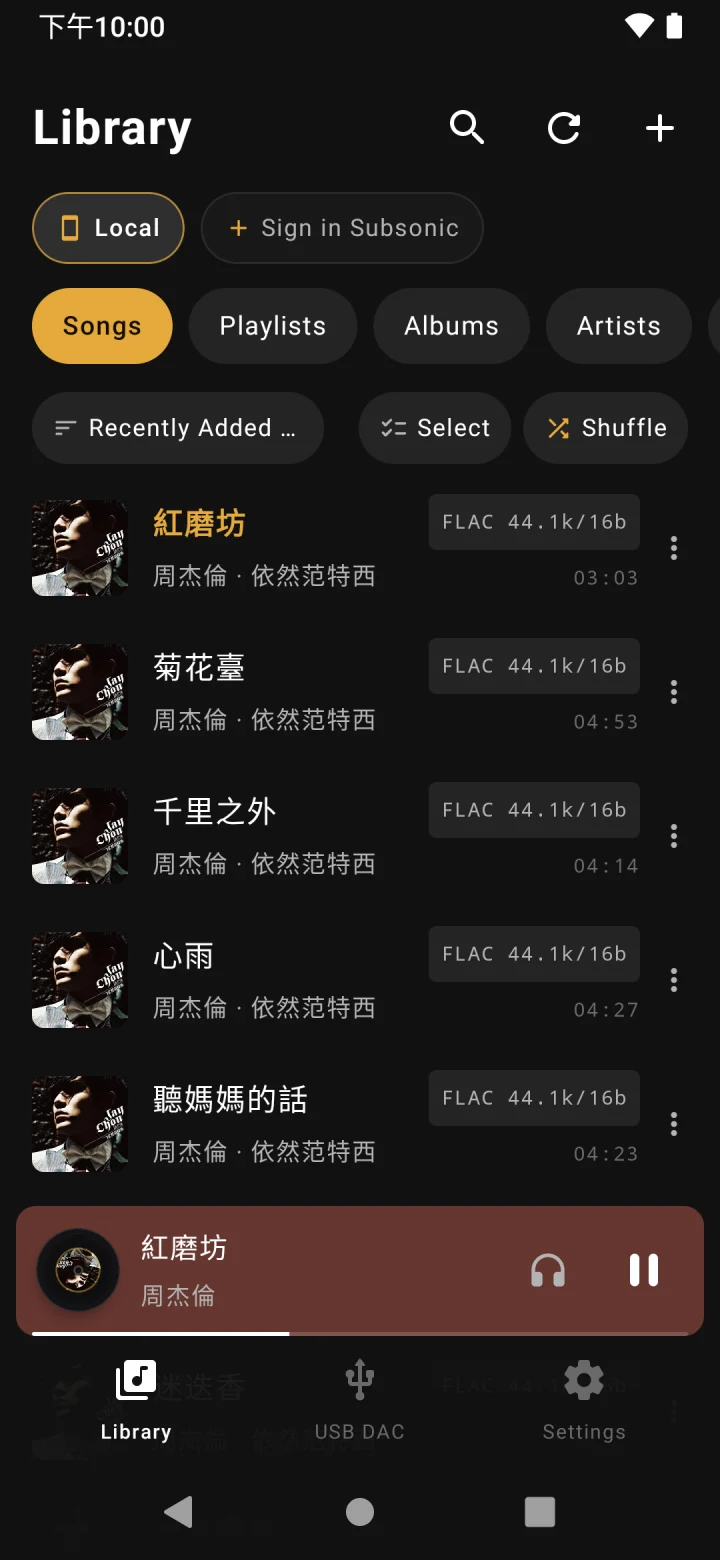 下午10:00
Library
Local
+ Sign in Subsonic
Songs
Playlists
Albums
Artists
Recently Added …
Select
Shuffle
紅磨坊
FLAC 44.1k/16b
周杰倫 · 依然范特西
03:03
菊花臺
FLAC 44.1k/16b
周杰倫 · 依然范特西
04:53
千里之外
FLAC 44.1k/16b
周杰倫 · 依然范特西
04:14
心雨
FLAC 44.1k/16b
周杰倫 · 依然范特西
04:27
聽媽媽的話
FLAC 44.1k/16b
周杰倫 · 依然范特西
04:23
紅磨坊
周杰倫
迷迭香
Library
USB DAC
Settings